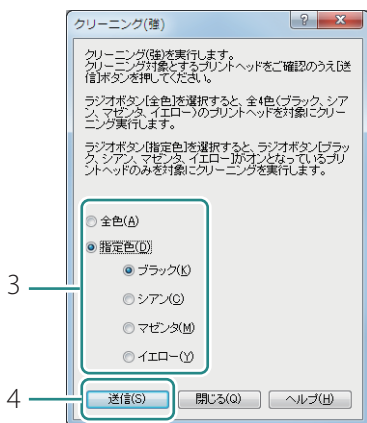 クリーニング(強)
クリーニング(強)を実行します。
クリーニング対象とするプリントヘッドをご確認のうえ[送
信]ボタンを押してください。
ラジオボタン[全色]を選択すると、全4色(ブラック、シア
ン、マゼンタ、イエロー)のプリントヘッドを対象にクリー
ニング実行します。
ラジオボタン[指定色]を選択すると、ラジオボタン[ブラッ
ク、シアン、マゼンタ、イエロー]がオンとなっているプリ
ントヘッドのみを対象にクリーニングを実行します。
全色(A)
指定色(D)
ブラック(K)
3
シアン(C)
マゼンタ(M)
イエロー(Y)
4
送信(S) 閉じる(Q) ヘルプ(H)